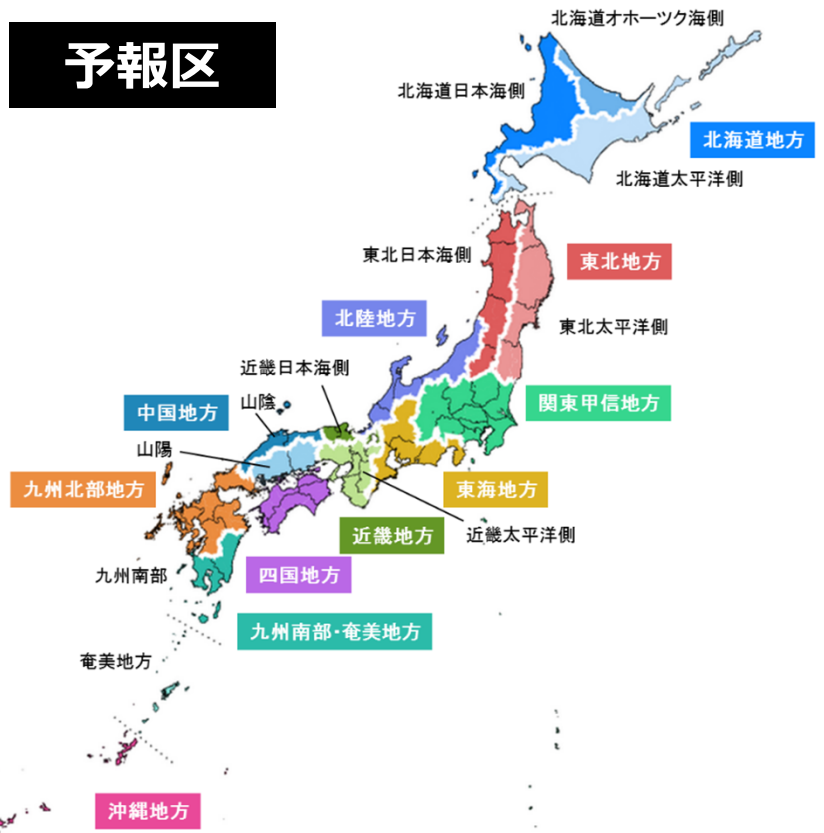 予報区
北海道オホーツク海側
北海道日本海側
北海道地方
北海道太平洋側
東北日本海側
東北地方
北陸地方
東北太平洋側
近畿日本海側
山陰
中国地方
関東甲信地方
山陽
九州北部地方
東海地方
近畿地方
近畿太平洋側
九州南部
四国地方
九州南部・奄美地方
奄美地方
沖縄地方